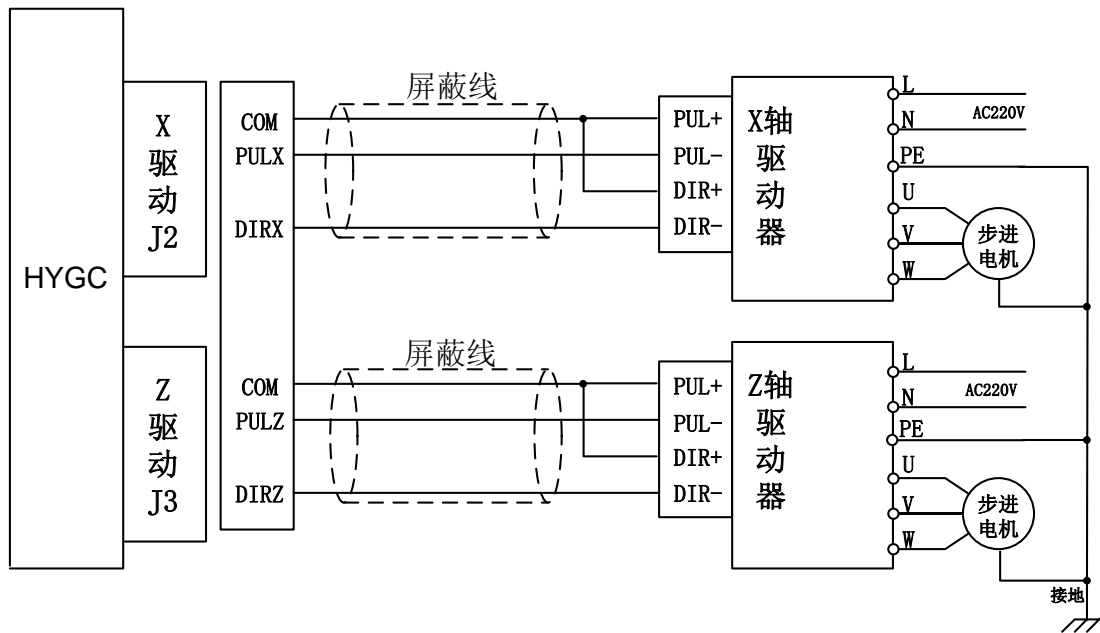 HYGC
X
驱
动
J2
COM
PULX
DIRX
屏蔽线
PUL+
PUL-
DIR+
DIR-
X轴
驱
动
器
L
N
PE
U
V
W
AC220V
步进
电机
Z
驱
动
J3
COM
PULZ
DIRZ
屏蔽线
PUL+
PUL-
DIR+
DIR-
Z轴
驱
动
器
L
N
PE
U
V
W
AC220V
步进
电机
接地